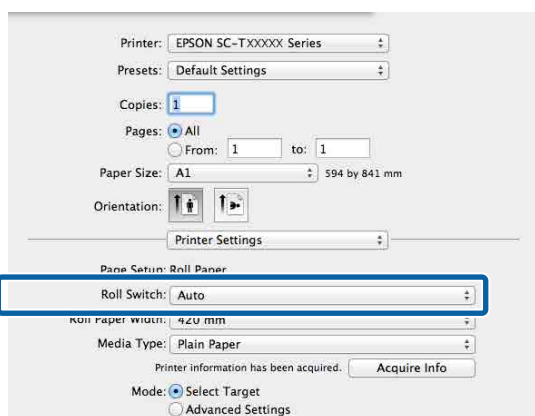 Printer: EPSON SC-TXXXXX Series
Presets: Default Settings
Copies: 1
Pages: All
From: 1 to: 1
Paper Size: A1 594 by 841 mm
Orientation:
Printer Settings
Page Setup: Roll Paper
Roll Switch: Auto
Roll Paper Width: 420 mm
Media Type: Plain Paper
Printer information has been acquired. Acquire Info
Mode: Select Target
Advanced Settings